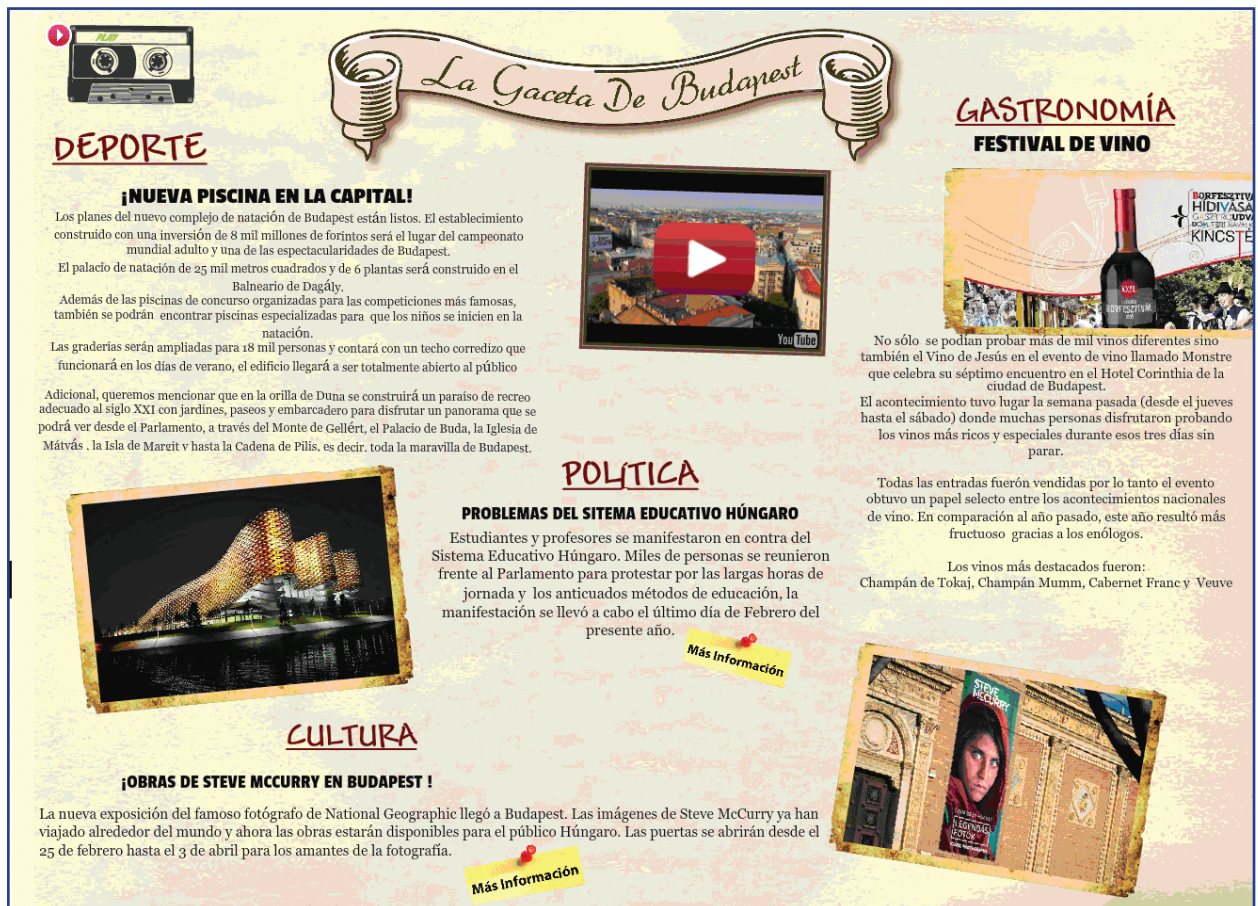 PLAY
La Gaceta De Budapest
DEPORTE
¡NUEVA PISCINA EN LA CAPITAL!
Los planes del nuevo complejo de natación de Budapest están listos. El establecimiento
construido con una inversión de 8 mil millones de forintos será el lugar del campeonato
mundial adulto y una de las espectacularidades de Budapest.
El palacio de natación de 25 mil metros cuadrados y de 6 plantas será construido en el
Balneario de Dagály.
Además de las piscinas de concurso organizadas para las competiciones más famosas,
también se podrán encontrar piscinas especializadas para que los niños se inicien en la
natación.
Las graderías serán ampliadas para 18 mil personas y contará con un techo corredizo que
funcionará en los días de verano, el edificio llegará a ser totalmente abierto al público
Adicional, queremos mencionar que en la orilla de Duna se construirá un paraíso de recreo
adecuado al siglo XXI con jardines, paseos y embarcadero para disfrutar un panorama que se
podrá ver desde el Parlamento, a través del Monte de Gellért, el Palacio de Buda, la Iglesia de
Mátyás , la Isla de Margit y hasta la Cadena de Pilis, es decir, toda la maravilla de Budapest.
YouTube
GASTRONOMÍA
FESTIVAL DE VINO
BORFESZTIVÁ
HÍDIVÁSÁ
GASZTROUDV
KINCSTÉ
XXIII.
BORFESZTIVÁL
No sólo se podían probar más de mil vinos diferentes sino
también el Vino de Jesús en el evento de vino llamado Monstre
que celebra su séptimo encuentro en el Hotel Corinthia de la
ciudad de Budapest.
El acontecimiento tuvo lugar la semana pasada (desde el jueves
hasta el sábado) donde muchas personas disfrutaron probando
los vinos más ricos y especiales durante esos tres días sin
parar.
Todas las entradas fuerón vendidas por lo tanto el evento
obtuvo un papel selecto entre los acontecimientos nacionales
de vino. En comparación al año pasado, este año resultó más
fructuoso gracias a los enólogos.
Los vinos más destacados fueron:
Champán de Tokaj, Champán Mumm, Cabernet Franc y Veuve
POLÍTICA
PROBLEMAS DEL SITEMA EDUCATIVO HÚNGARO
Estudiantes y profesores se manifestaron en contra del
Sistema Educativo Húngaro. Miles de personas se reunieron
frente al Parlamento para protestar por las largas horas de
jornada y los anticuados métodos de educación, la
manifestación se llevó a cabo el último día de Febrero del
presente año.
Más Información
CULTURA
¡OBRAS DE STEVE MCCURRY EN BUDAPEST !
La nueva exposición del famoso fotógrafo de National Geographic llegó a Budapest. Las imágenes de Steve McCurry ya han
viajado alrededor del mundo y ahora las obras estarán disponibles para el público Húngaro. Las puertas se abrirán desde el
25 de febrero hasta el 3 de abril para los amantes de la fotografía.
Más Información
STEVE
MCCURRY